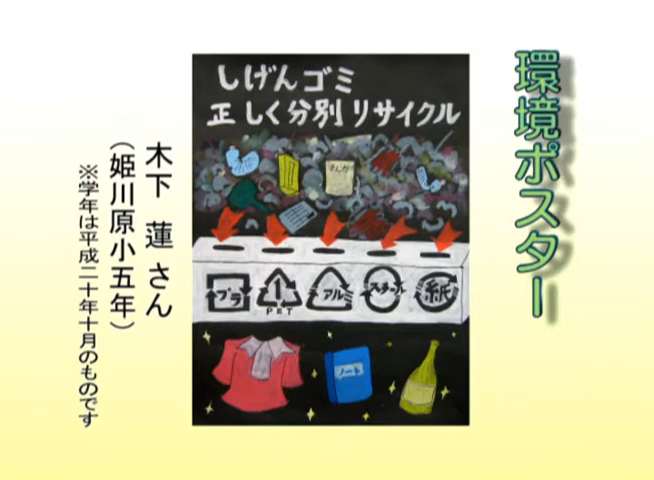 環境ポスター
しげんゴミ
正しく分別リサイクル
プラ
1
PET
アルミ
スチール
紙
ノート
木下 蓮さん
(姫川原小五年)
※学年は平成二十年十月のものです